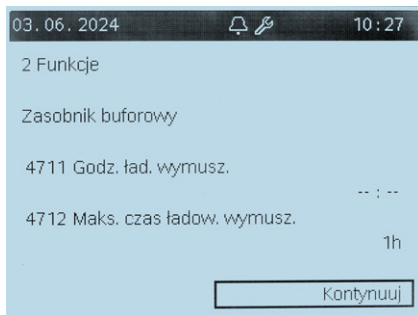 03.06.2024 10:27
2 Funkcje
Zasobnik buforowy
4711 Godz. ład. wymusz.
-- : --
4712 Maks. czas ładow. wymusz.
1h
Kontynuuj